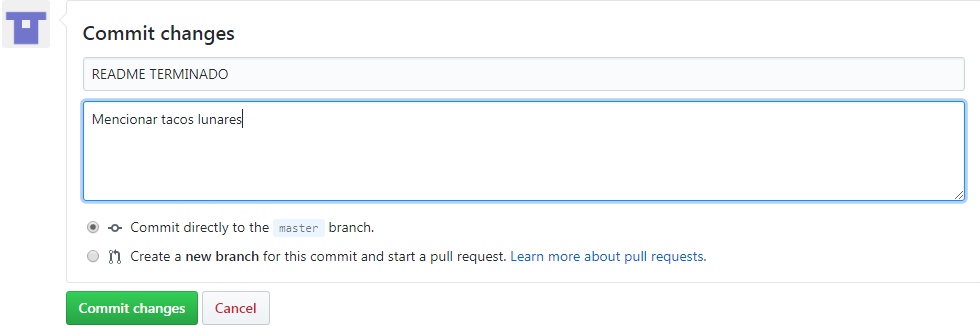 Commit changes
README TERMINADO
Mencionar tacos lunares
Commit directly to the master branch.
Create a new branch for this commit and start a pull request. Learn more about pull requests.
Commit changes Cancel